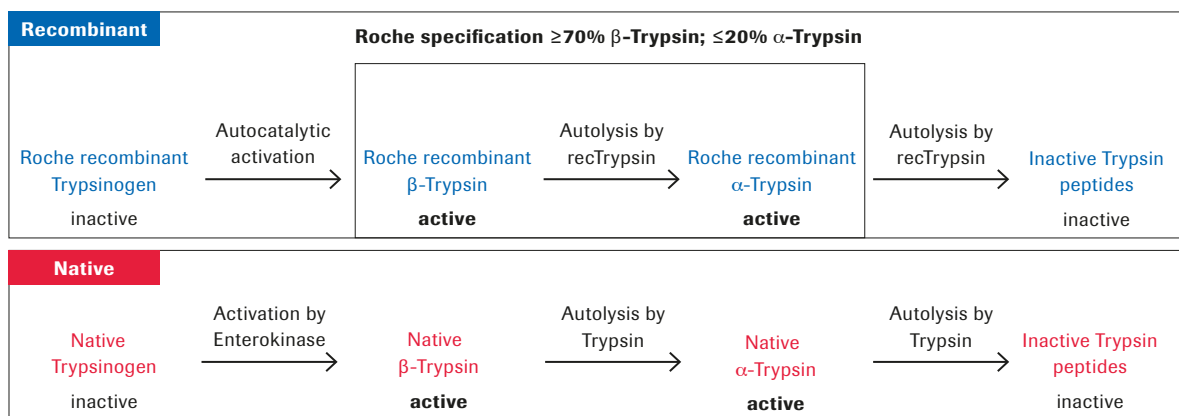 Recombinant
Roche specification ≥70% β-Trypsin; ≤20% α-Trypsin
Roche recombinant
Trypsinogen
inactive
Autocatalytic
activation
Roche recombinant
β-Trypsin
active
Autolysis by
recTrypsin
Roche recombinant
α-Trypsin
active
Autolysis by
recTrypsin
Inactive Trypsin
peptides
inactive
Native
Native
Trypsinogen
inactive
Activation by
Enterokinase
Native
β-Trypsin
active
Autolysis by
Trypsin
Native
α-Trypsin
active
Autolysis by
Trypsin
Inactive Trypsin
peptides
inactive